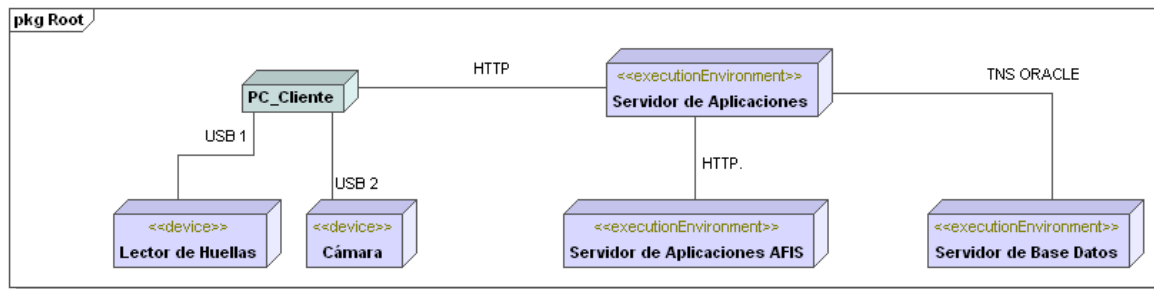 pkg Root
HTTP
<<executionEnvironment>>
Servidor de Aplicaciones
TNS ORACLE
PC_Cliente
USB 1
USB 2
HTTP.
<<device>>
Lector de Huellas
<<device>>
Cámara
<<executionEnvironment>>
Servidor de Aplicaciones AFIS
<<executionEnvironment>>
Servidor de Base Datos